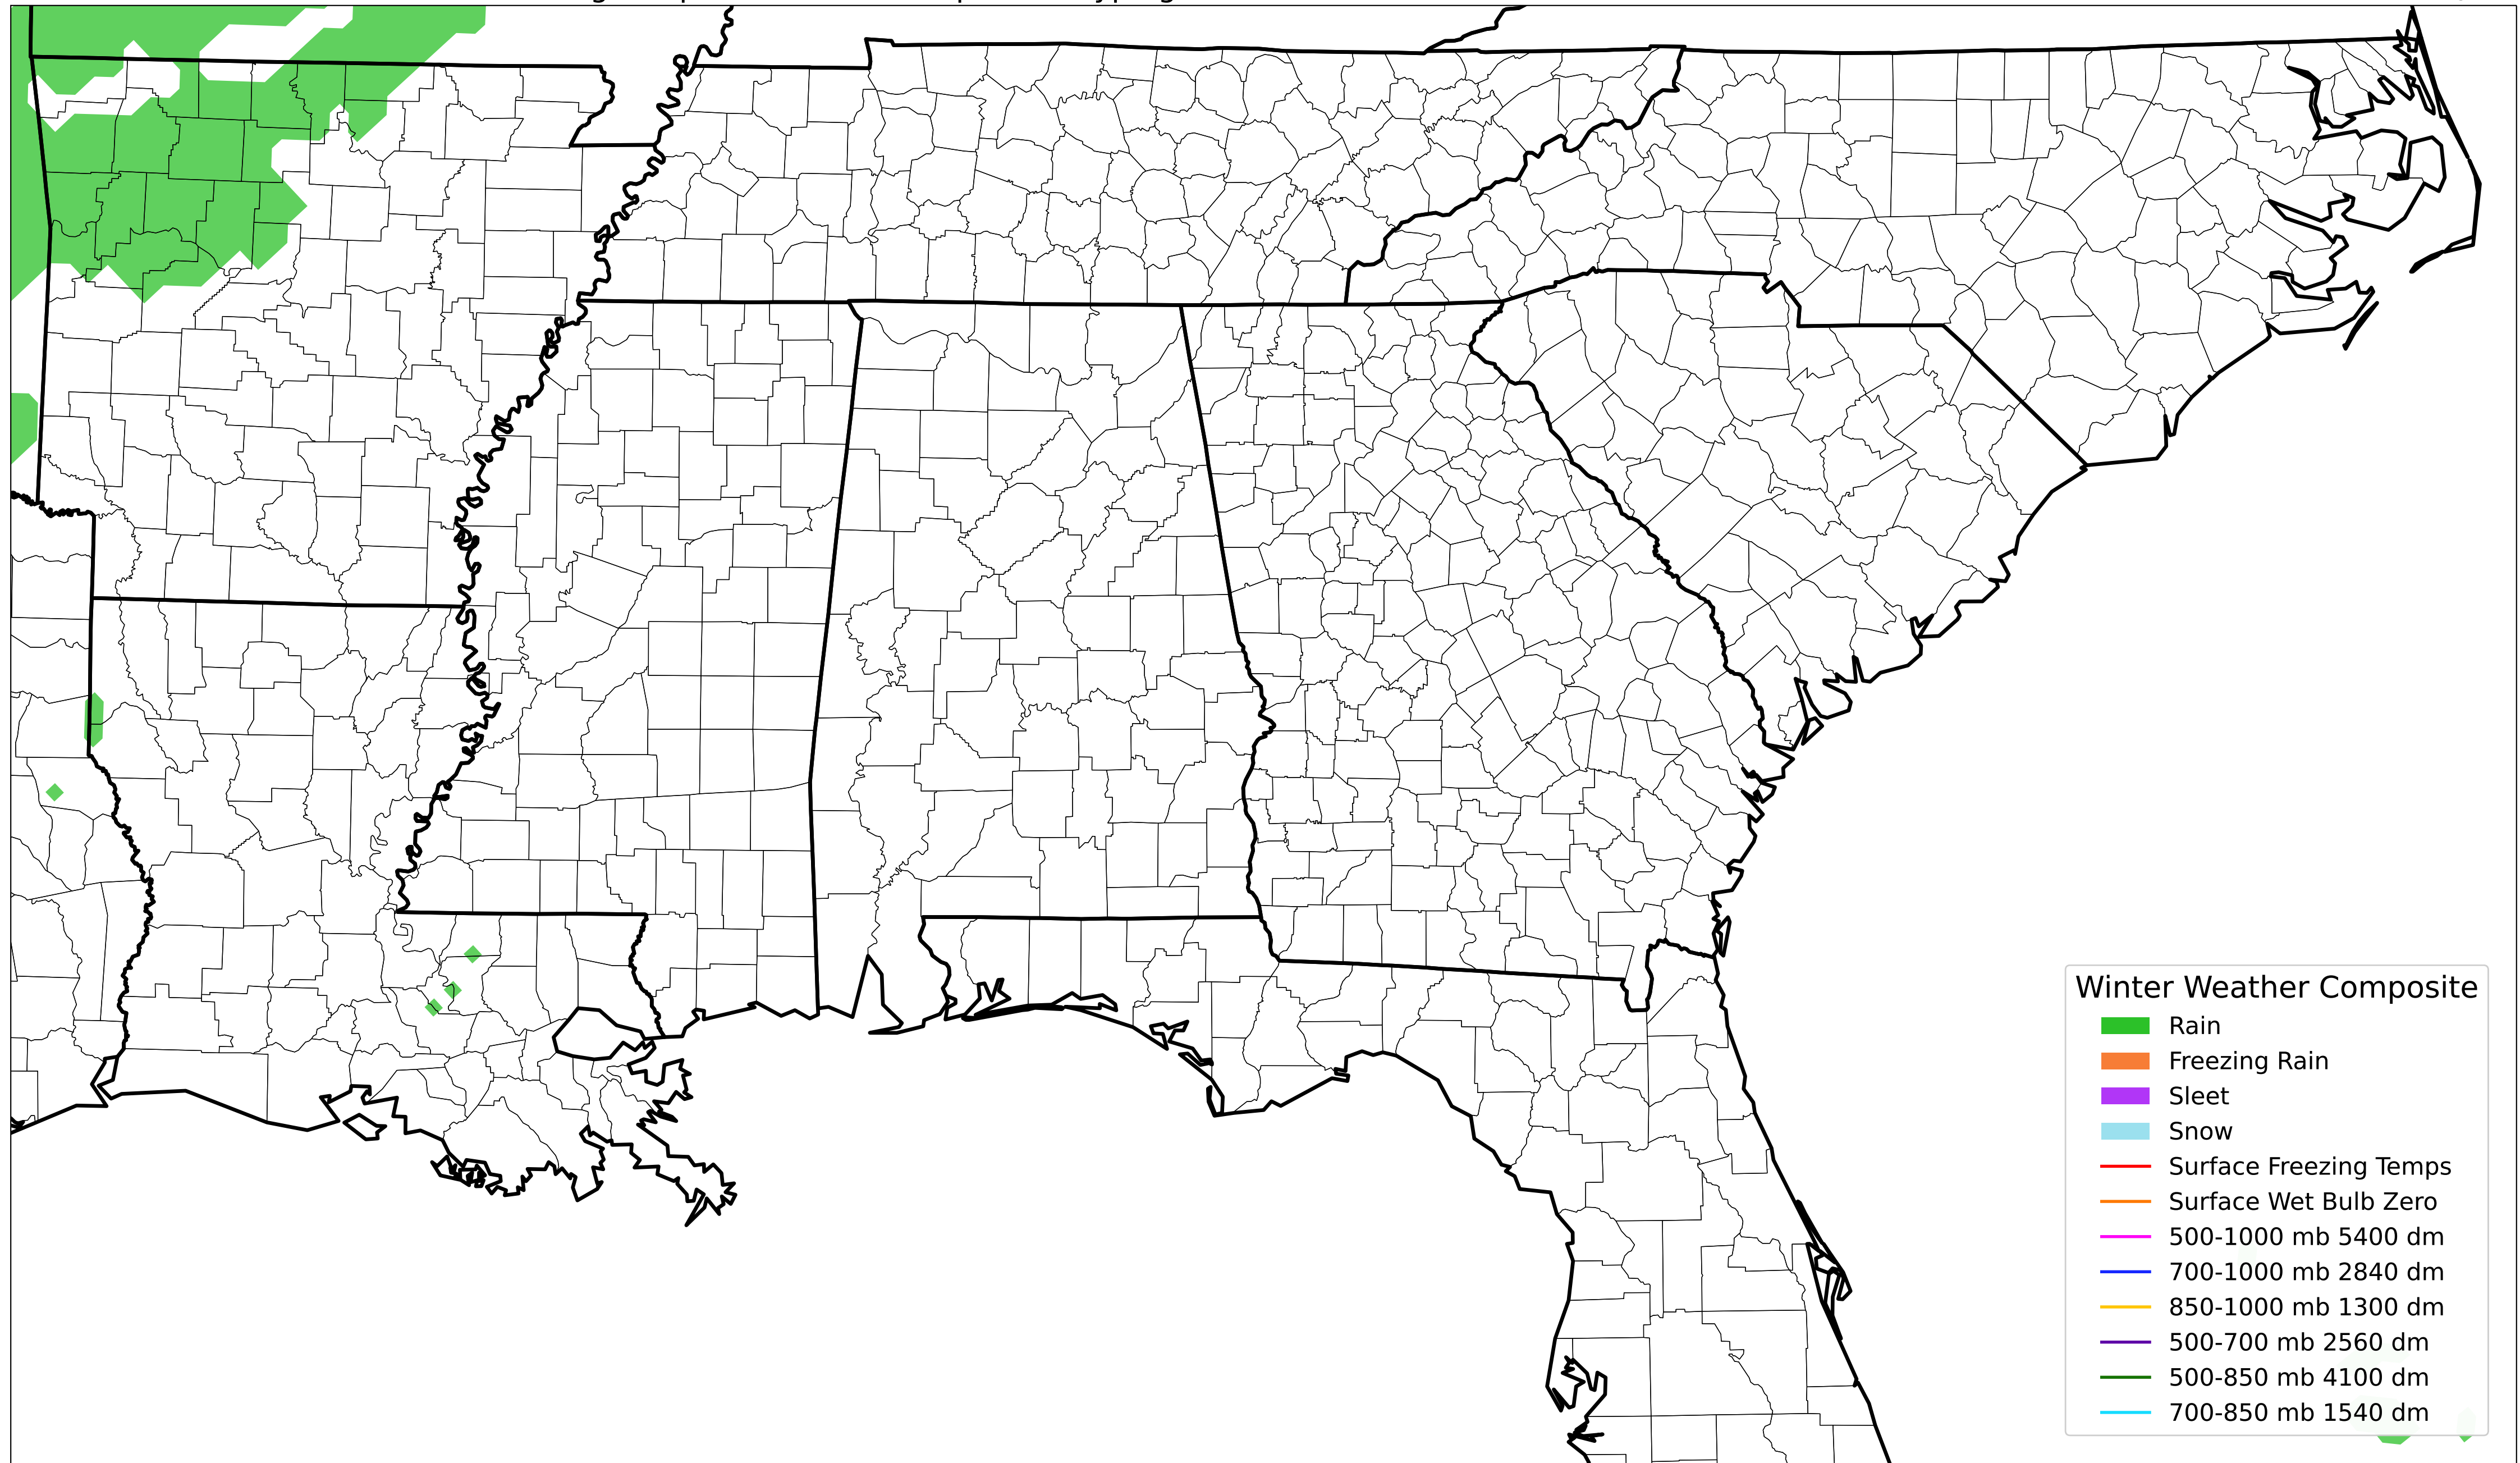 Winter Weather Composite
Rain
Freezing Rain
Sleet
Snow
Surface Freezing Temps
Surface Wet Bulb Zero
500-1000 mb 5400 dm
700-1000 mb 2840 dm
850-1000 mb 1300 dm
500-700 mb 2560 dm
500-850 mb 4100 dm
700-850 mb 1540 dm